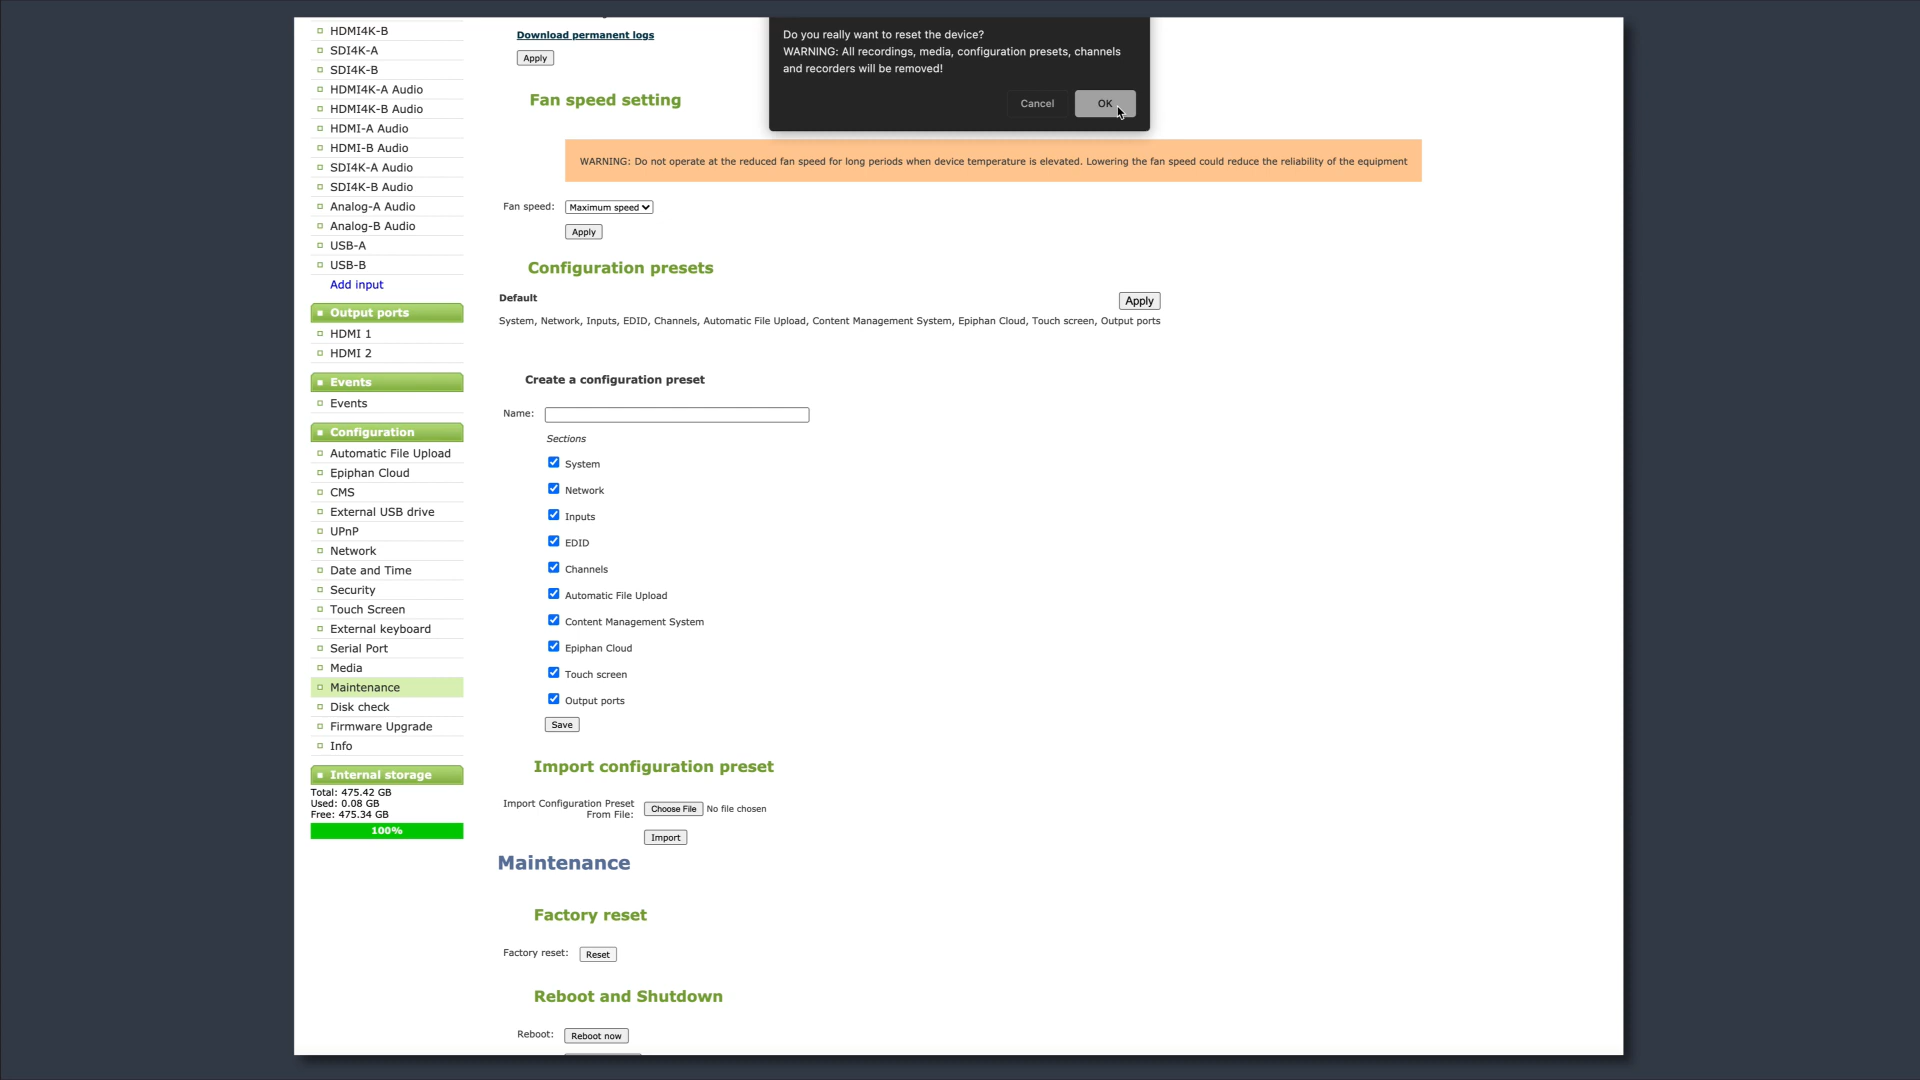 HDMI4K-B
SDI4K-A
SDI4K-B
HDMI4K-A Audio
HDMI4K-B Audio
HDMI-A Audio
HDMI-B Audio
SDI4K-A Audio
SDI4K-B Audio
Analog-A Audio
Analog-B Audio
USB-A
USB-B
Add input
Output ports
HDMI 1
HDMI 2
Events
Events
Configuration
Automatic File Upload
Epiphan Cloud
CMS
External USB drive
UPnP
Network
Date and Time
Security
Touch Screen
External keyboard
Serial Port
Media
Maintenance
Disk check
Firmware Upgrade
Info
Internal storage
Total: 475.42 GB
Used: 0.08 GB
Free: 475.34 GB
100%
Download permanent logs
Apply
Do you really want to reset the device?
WARNING: All recordings, media, configuration presets, channels
and recorders will be removed!
Cancel
OK
Fan speed setting
WARNING: Do not operate at the reduced fan speed for long periods when device temperature is elevated. Lowering the fan speed could reduce the reliability of the equipment
Fan speed: Maximum speed
Apply
Configuration presets
Default
Apply
System, Network, Inputs, EDID, Channels, Automatic File Upload, Content Management System, Epiphan Cloud, Touch screen, Output ports
Create a configuration preset
Name:
Sections
System
Network
Inputs
EDID
Channels
Automatic File Upload
Content Management System
Epiphan Cloud
Touch screen
Output ports
Save
Import configuration preset
Import Configuration Preset
From File:
Choose File No file chosen
Import
Maintenance
Factory reset
Factory reset: Reset
Reboot and Shutdown
Reboot: Reboot now